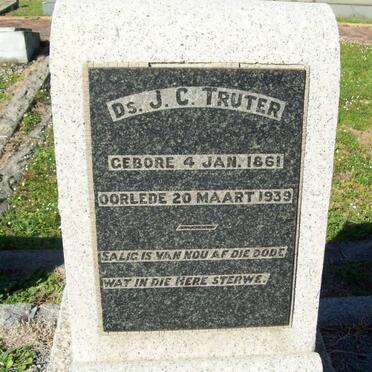 Ds. J. C. TRUTER
GEBORE 4 JAN. 1861
OORLEDE 20 MAART 1939
SALIG IS VAN NOU AF DIE DODE
WAT IN DIE HERE STERWE.